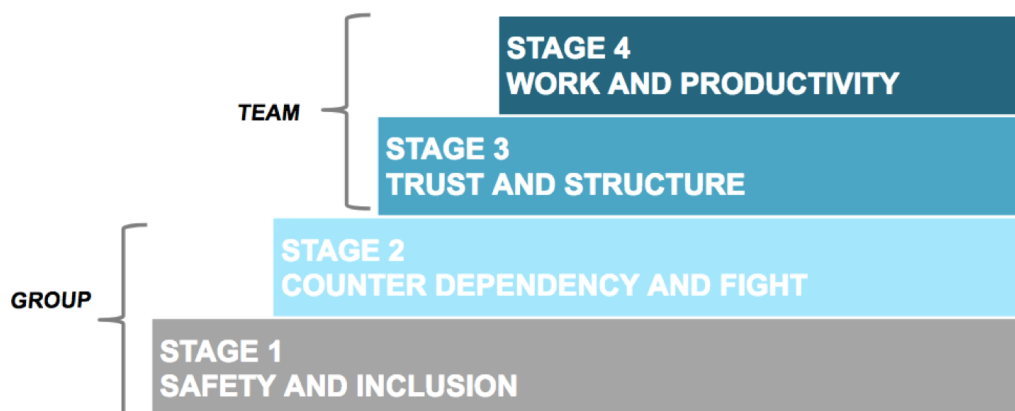 STAGE 4
WORK AND PRODUCTIVITY
TEAM
STAGE 3
TRUST AND STRUCTURE
STAGE 2
COUNTER DEPENDENCY AND FIGHT
GROUP
STAGE 1
SAFETY AND INCLUSION